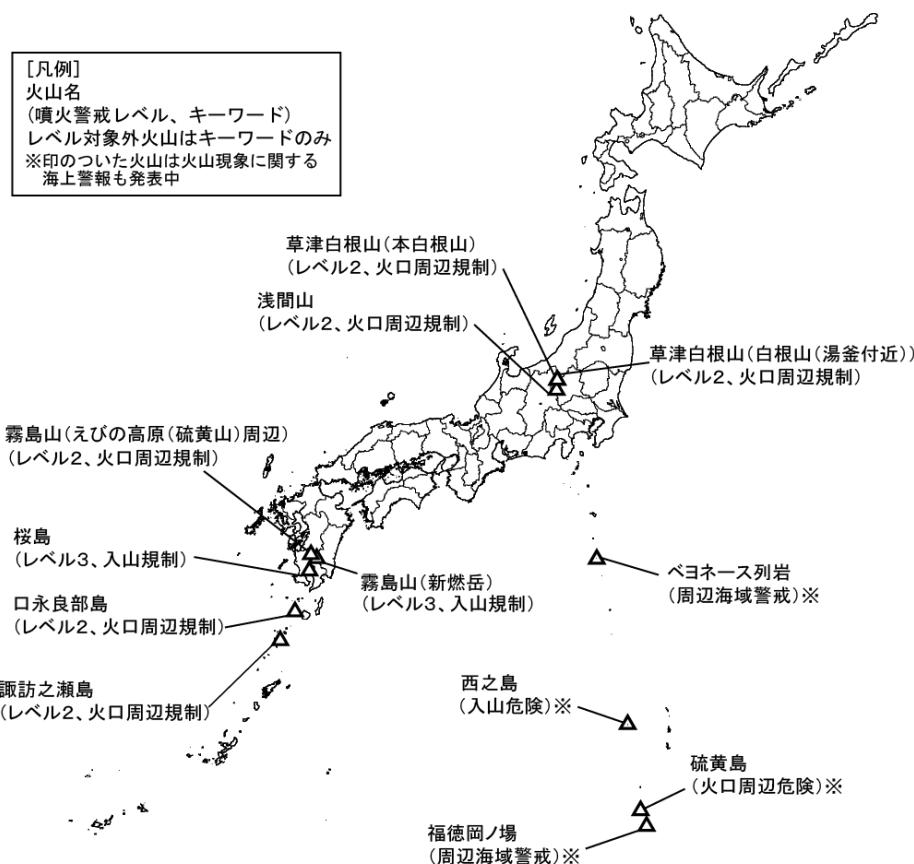 [凡例]
火山名
(噴火警戒レベル、キーワード)
レベル対象外火山はキーワードのみ
※印のついた火山は火山現象に関する
海上警報も発表中
草津白根山(本白根山)
(レベル2、火口周辺規制)
浅間山
(レベル2、火口周辺規制)
草津白根山(白根山(湯釜付近))
(レベル2、火口周辺規制)
霧島山(えびの高原(硫黄山)周辺)
(レベル2、火口周辺規制)
桜島
(レベル3、入山規制)
霧島山(新燃岳)
(レベル3、入山規制)
ベヨネース列岩
(周辺海域警戒)※
口永良部島
(レベル2、火口周辺規制)
諏訪之瀬島
(レベル2、火口周辺規制)
西之島
(入山危険)※
硫黄島
(火口周辺危険)※
福徳岡ノ場
(周辺海域警戒)※